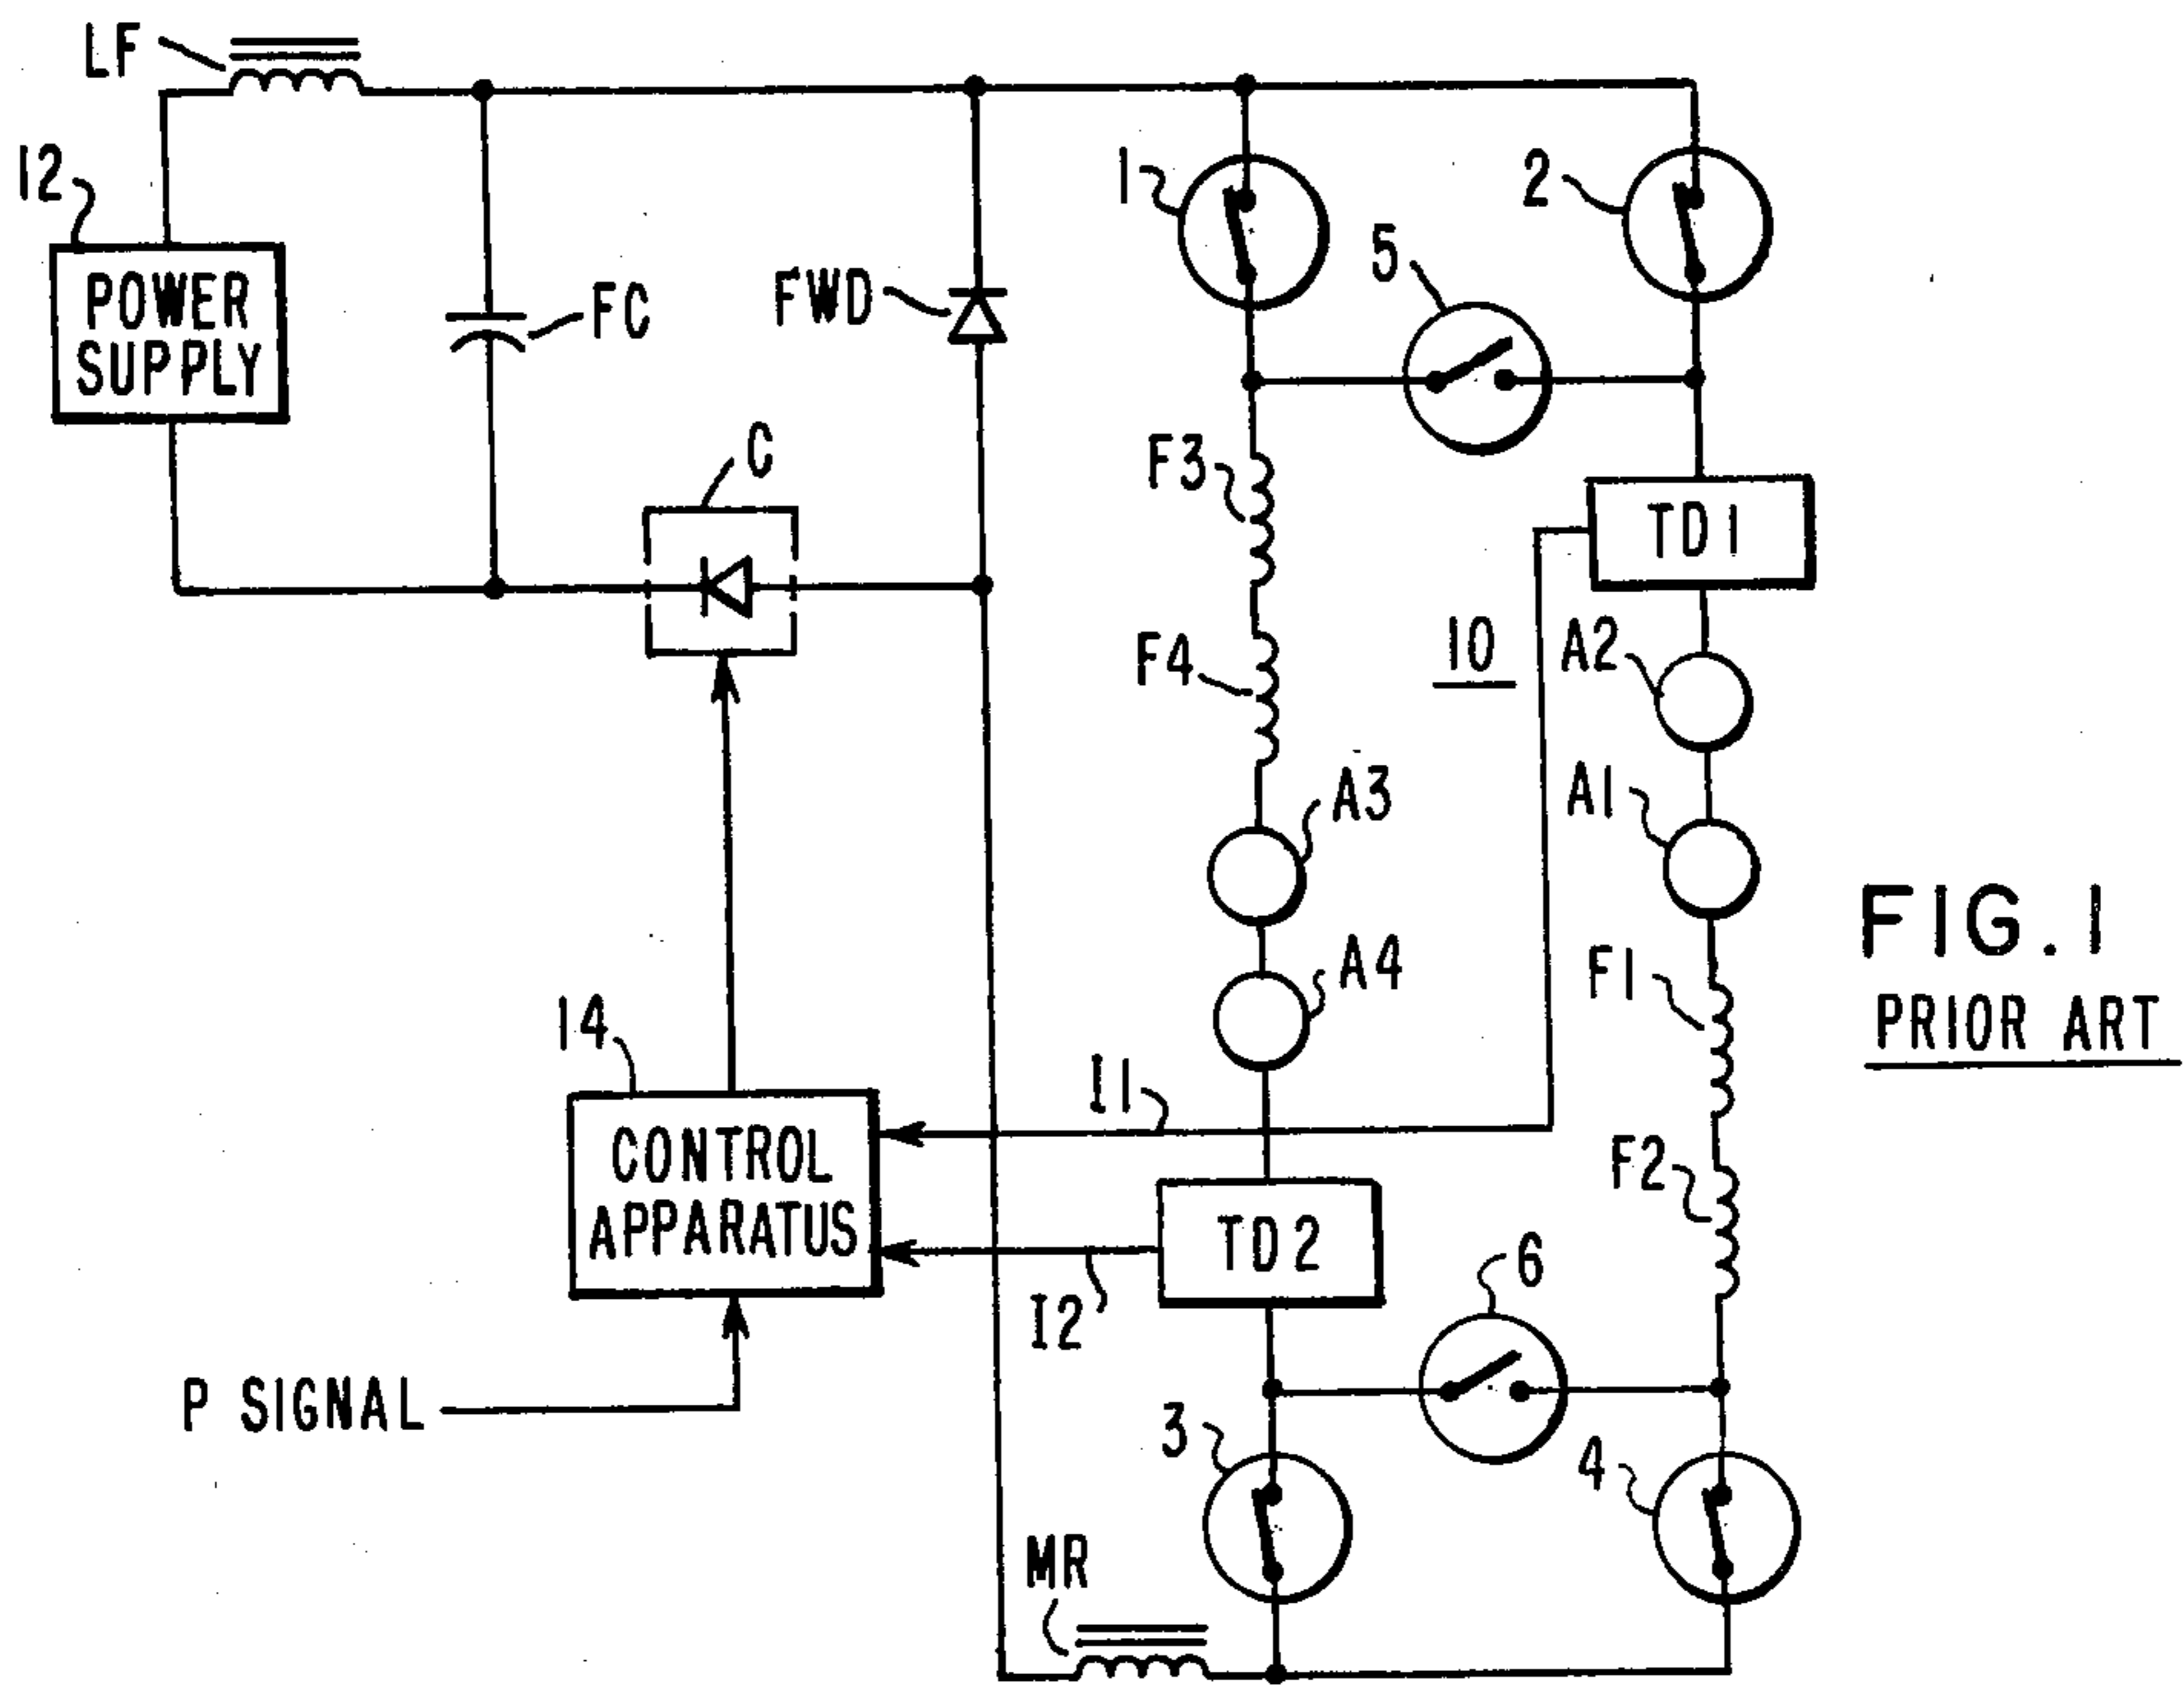 LF
12
POWER
SUPPLY
FC
FWD
C
1
2
5
F3
TD1
F4
10
A2
A3
A1
A4
F1
FIG.1
PRIOR ART
14
I1
CONTROL
APPARATUS
F2
TD2
I2
6
P SIGNAL
3
4
MR